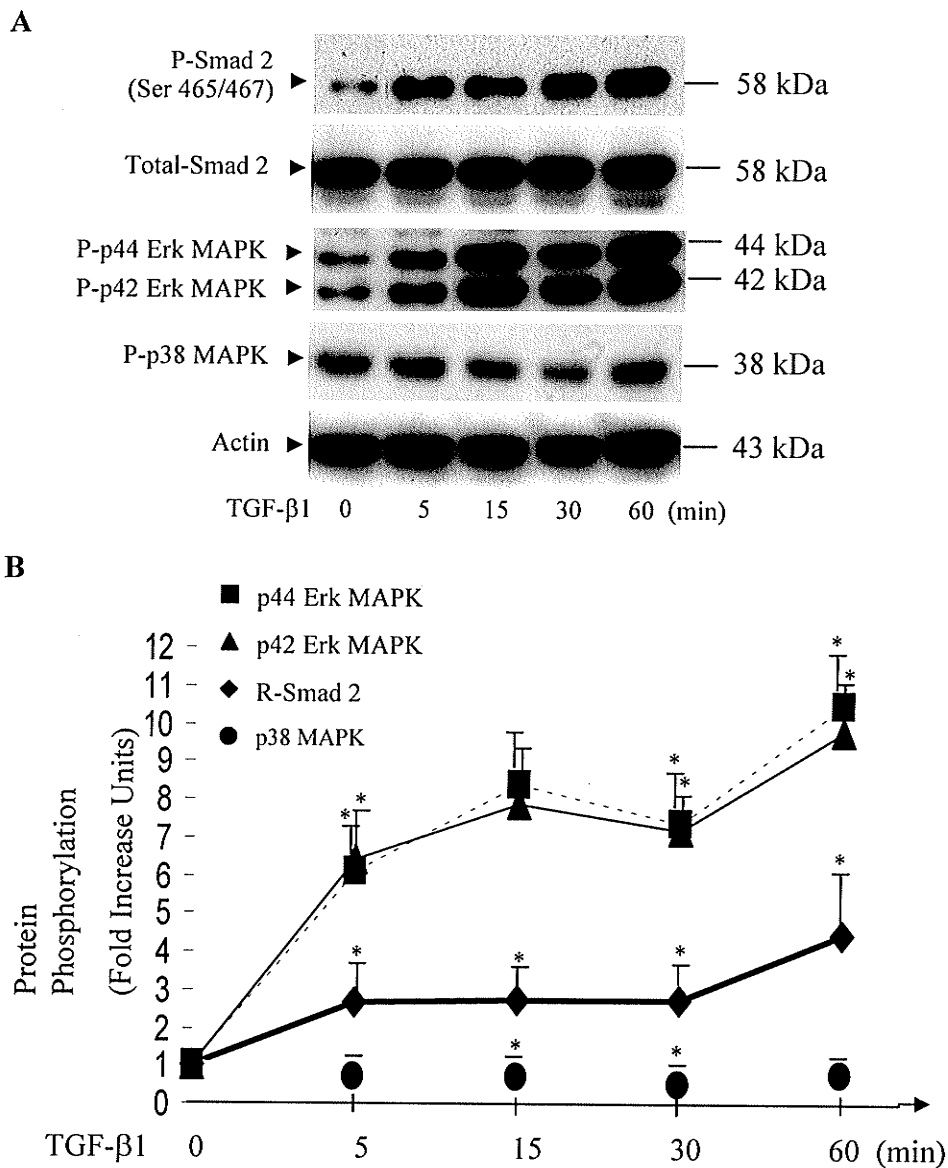 A
P-Smad 2
(Ser 465/467)
58 kDa
Total-Smad 2
58 kDa
P-p44 Erk MAPK
44 kDa
P-p42 Erk MAPK
42 kDa
P-p38 MAPK
38 kDa
Actin
43 kDa
TGF-β1 0 5 15 30 60 (min)
B
p44 Erk MAPK
p42 Erk MAPK
R-Smad 2
p38 MAPK
Protein
Phosphorylation
(Fold Increase Units)
12
11
10
9
8
7
6
5
4
3
2
1
0
* *
* *
* *
* * * *
* *
TGF-β1 0 5 15 30 60 (min)